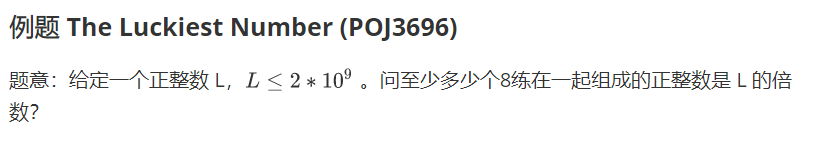 例题 The Luckiest Number (POJ3696)
题意：给定一个正整数 L，L ≤ 2 * 10⁹ 。问至少多少个8练在一起组成的正整数是 L 的倍
数？